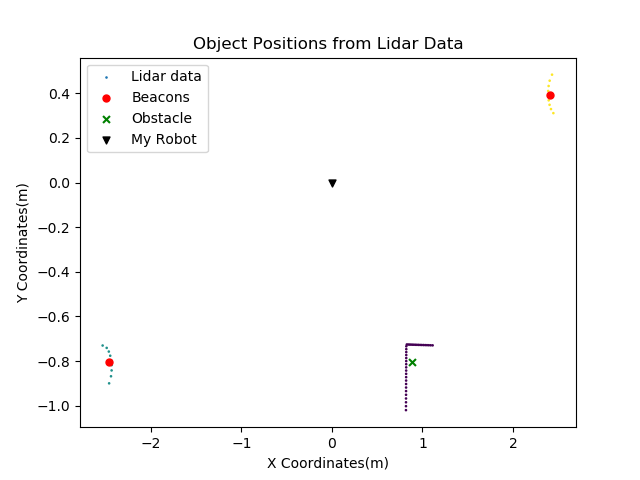 Object Positions from Lidar Data
Lidar data
Beacons
Obstacle
My Robot
0.4
0.2
0.0
−0.2
−0.4
−0.6
−0.8
−1.0
Y Coordinates(m)
−2
−1
0
1
2
X Coordinates(m)